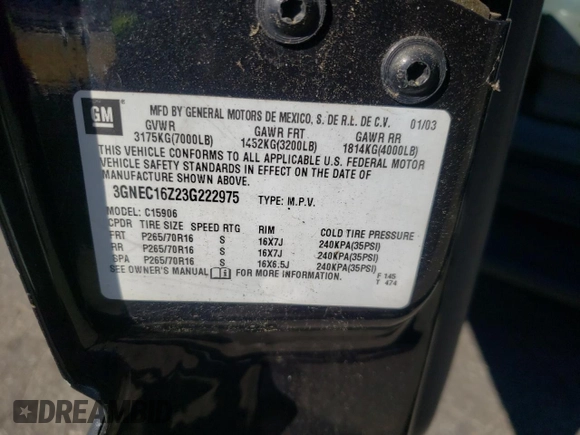 GM
MFD BY GENERAL MOTORS DE MEXICO, S. DE R.L. DE C.V. 01/03
GVWR GAWR FRT GAWR RR
3175KG(7000LB) 1452KG(3200LB) 1814KG(4000LB)
THIS VEHICLE CONFORMS TO ALL APPLICABLE U.S. FEDERAL MOTOR
VEHICLE SAFETY STANDARDS IN EFFECT ON THE DATE OF
MANUFACTURE SHOWN ABOVE.
3GNEC16Z23G222975 TYPE: M.P.V.
MODEL: C15906
CPDR TIRE SIZE SPEED RTG RIM COLD TIRE PRESSURE
FRT P265/70R16 S 16X7J 240KPA(35PSI)
RR P265/70R16 S 16X7J 240KPA(35PSI)
SPA P265/70R16 S 16X6.5J 240KPA(35PSI)
SEE OWNER'S MANUAL FOR MORE INFORMATION. F 145
T 474
DREAMBID